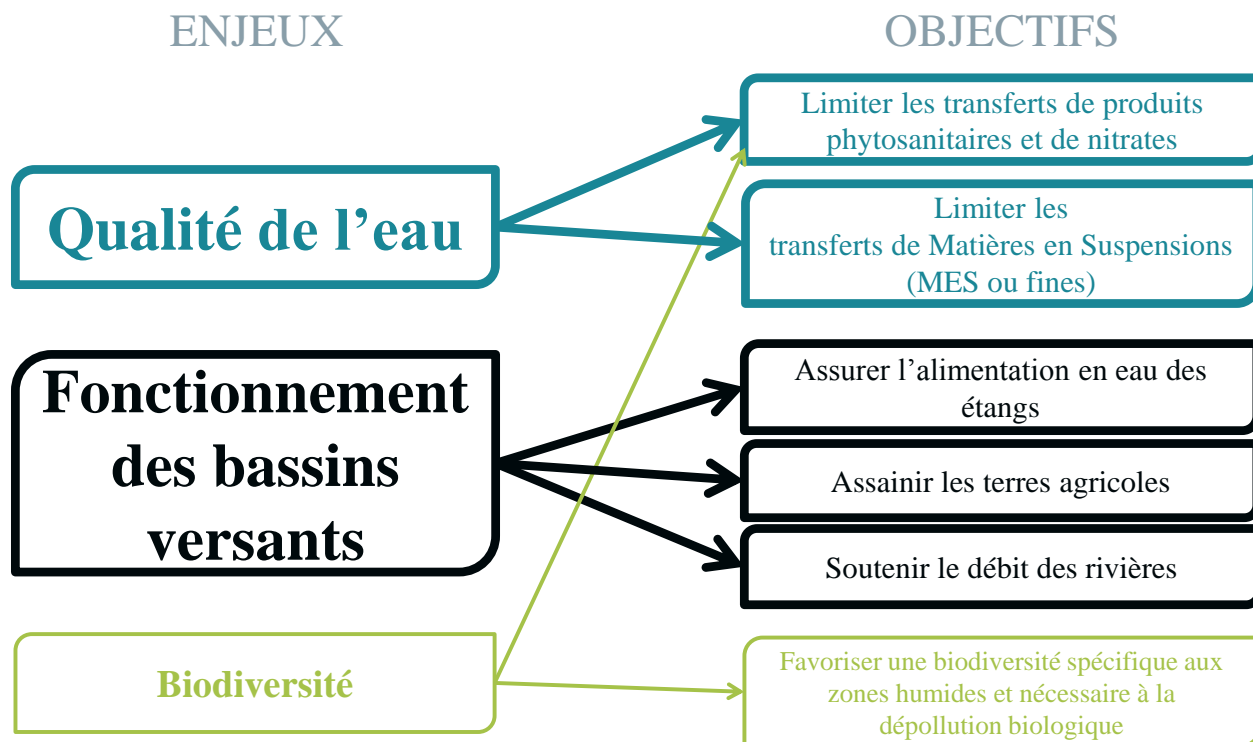 ENJEUX
OBJECTIFS
Qualité de l’eau
Limiter les transferts de produits
phytosanitaires et de nitrates
Limiter les
transferts de Matières en Suspensions
(MES ou fines)
Fonctionnement
des bassins
versants
Assurer l’alimentation en eau des
étangs
Assainir les terres agricoles
Soutenir le débit des rivières
Biodiversité
Favoriser une biodiversité spécifique aux
zones humides et nécessaire à la
dépollution biologique